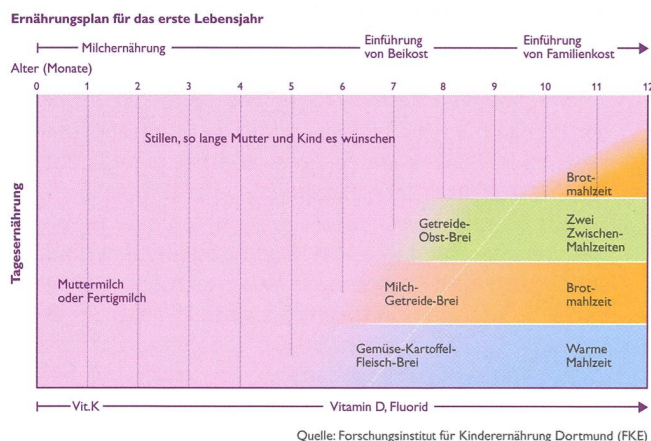 Ernährungsplan für das erste Lebensjahr
Milchernährung
Einführung
von Beikost
Einführung
von Familienkost
Alter (Monate)
0 1 2 3 4 5 6 7 8 9 10 11 12
Tagesernährung
Stillen, so lange Mutter und Kind es wünschen
Brot-
mahlzeit
Getreide-
Obst-Brei
Zwei
Zwischen-
Mahlzeiten
Muttermilch
oder Fertigmilch
Milch-
Getreide-Brei
Brot-
mahlzeit
Gemüse-Kartoffel-
Fleisch-Brei
Warme
Mahlzeit
Vit.K
Vitamin D, Fluorid
Quelle: Forschungsinstitut für Kinderernährung Dortmund (FKE)